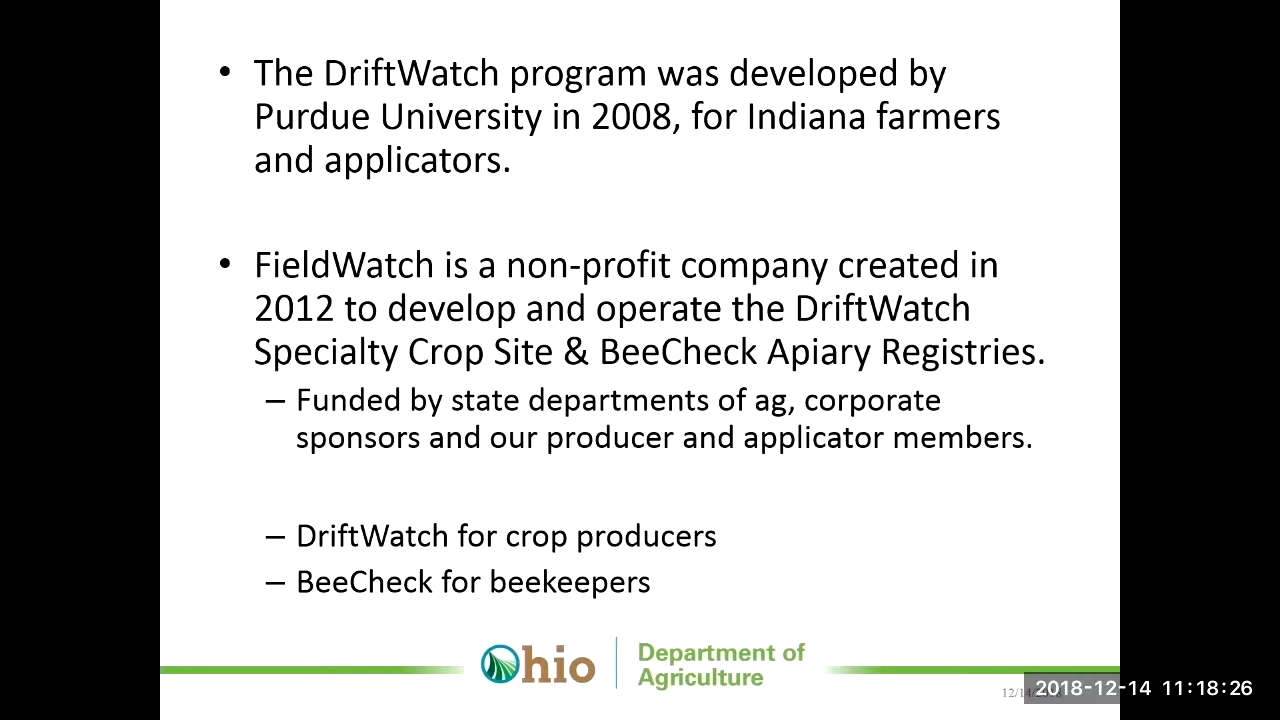 • The DriftWatch program was developed by
Purdue University in 2008, for Indiana farmers
and applicators.
• FieldWatch is a non-profit company created in
2012 to develop and operate the DriftWatch
Specialty Crop Site & BeeCheck Apiary Registries.
– Funded by state departments of ag, corporate
sponsors and our producer and applicator members.
– DriftWatch for crop producers
– BeeCheck for beekeepers
Ohio
Department of
Agriculture
2018-12-14 11:18:26